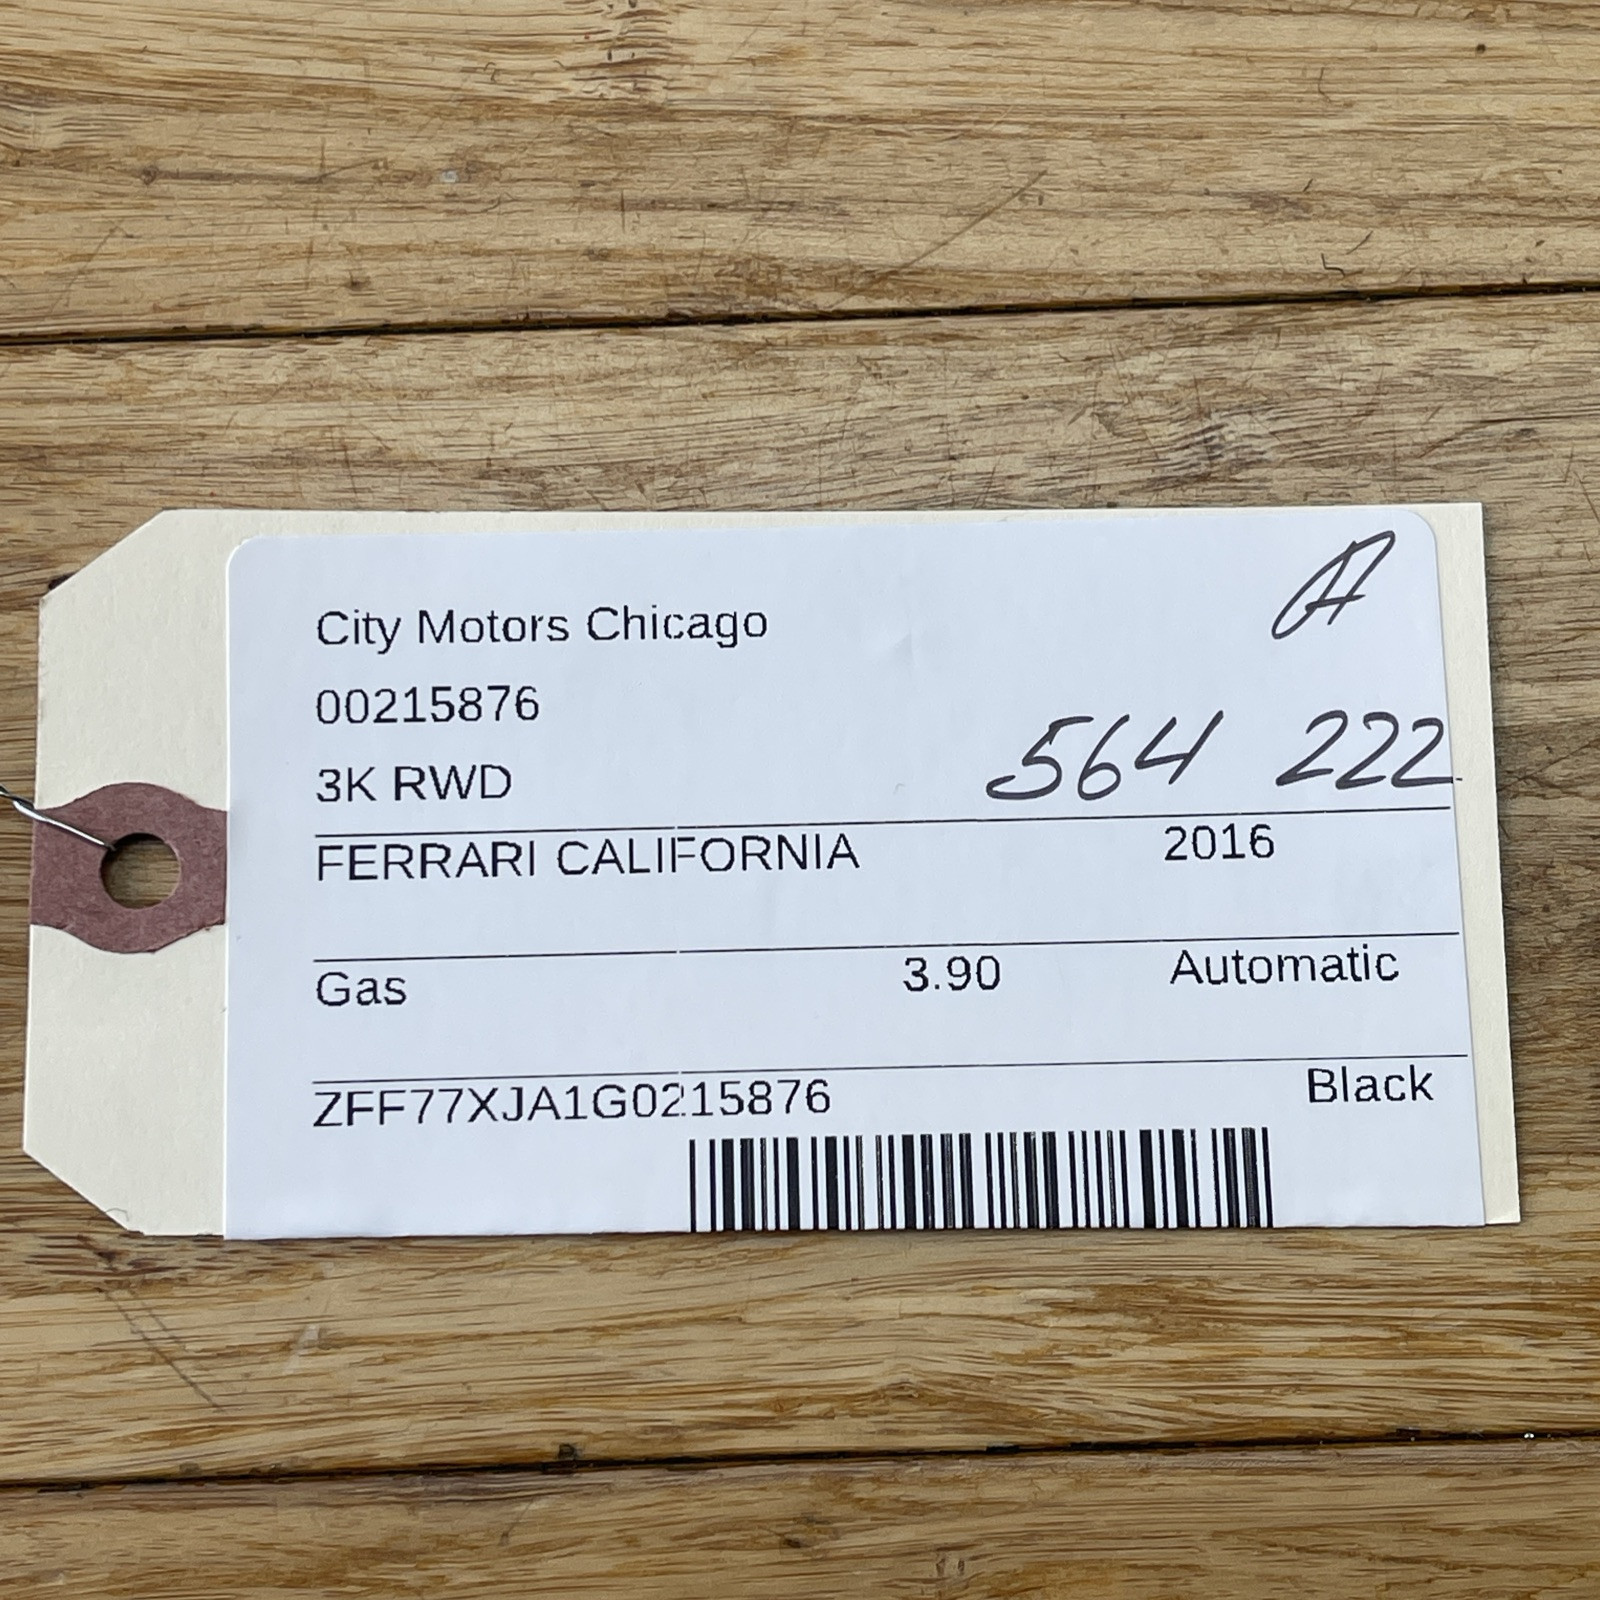 A
City Motors Chicago
00215876
564 222
3K RWD
FERRARI CALIFORNIA 2016
Gas 3.90 Automatic
ZFF77XJA1G0215876 Black